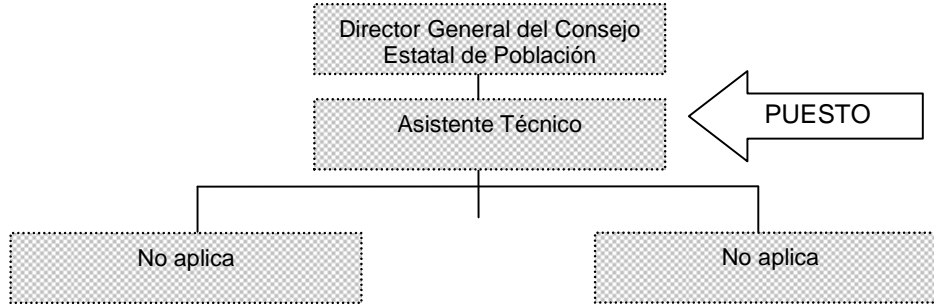 Director General del Consejo
Estatal de Población
Asistente Técnico
PUESTO
No aplica
No aplica